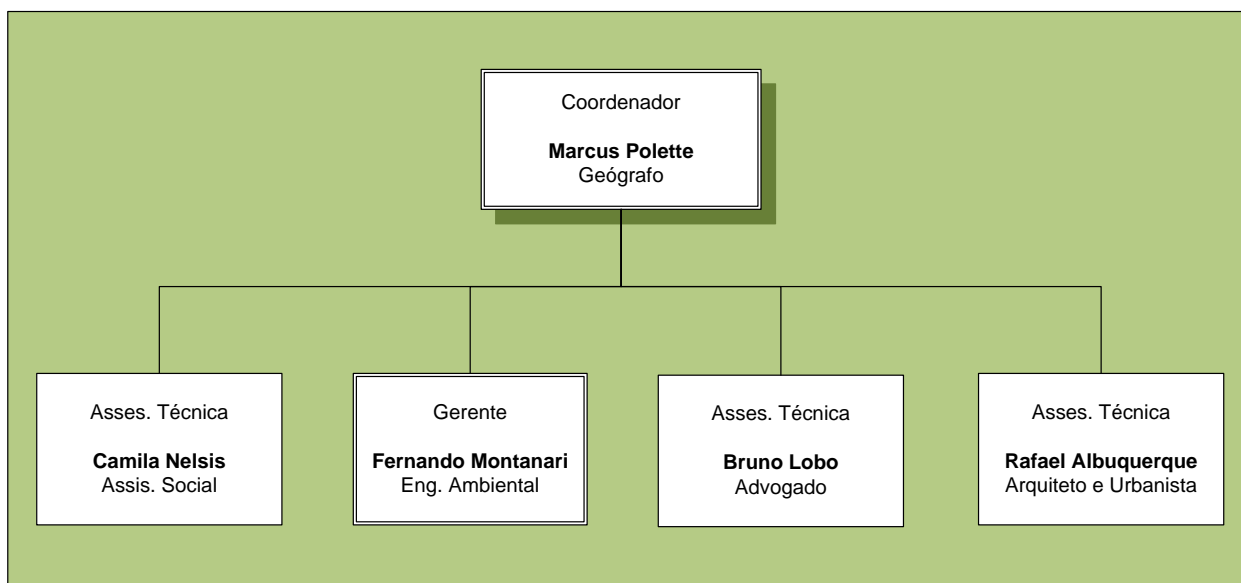 Coordenador
Marcus Polette
Geógrafo
Asses. Técnica
Camila Nelsis
Assis. Social
Gerente
Fernando Montanari
Eng. Ambiental
Asses. Técnica
Bruno Lobo
Advogado
Asses. Técnica
Rafael Albuquerque
Arquiteto e Urbanista